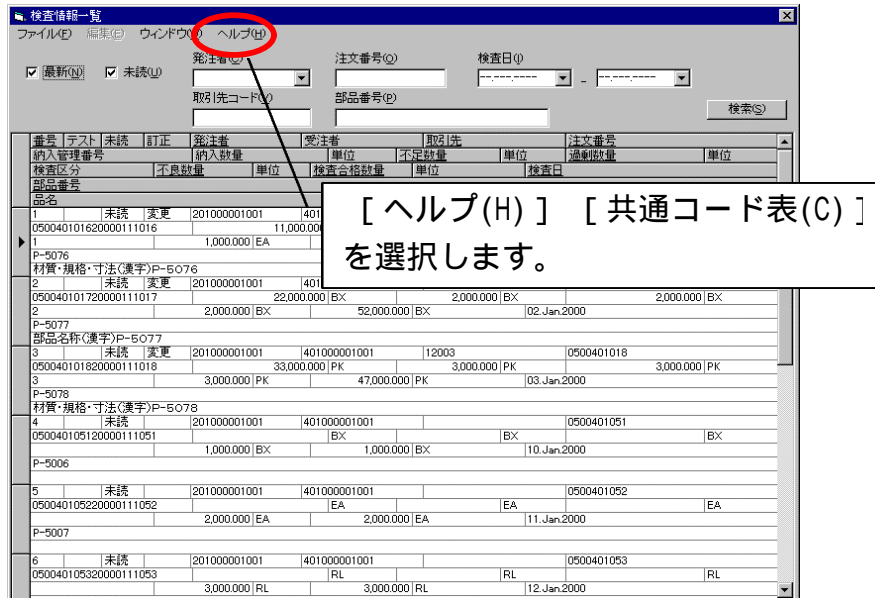 検査情報一覧
ファイル(F) 編集(E) ウィンドウ ヘルプ(H)
発注者 注文番号(O) 検査日(I)
最新(N) 未読(U)
--.---.---- - --.---.----
取引先コード 部品番号(P)
検索(S)
番号 テスト 未読 訂正 発注者 受注者 取引先 注文番号
納入管理番号 納入数量 単位 不足数量 単位 過剰数量 単位
検査区分 不良数量 単位 検査合格数量 単位 検査日
部品番号
品名
1 未読 変更 201000001001
050040101620000111016
1 1,000.000 EA
P-5076
材質・規格・寸法(漢字)P-5076
[ヘルプ(H)] [共通コード表(C)]
を選択します。
2 未読 変更 201000001001
050040101720000111017 22,000.000 BX 2,000.000 BX 2,000.000 BX
2 2,000.000 BX 52,000.000 BX 02.Jan.2000
P-5077
部品名称(漢字)P-5077
3 未読 変更 201000001001 401000001001 12003 0500401018
050040101820000111018 33,000.000 PK 3,000.000 PK 3,000.000 PK
3 3,000.000 PK 47,000.000 PK 03.Jan.2000
P-5078
材質・規格・寸法(漢字)P-5078
4 未読 201000001001 401000001001 0500401051
050040105120000111051 BX BX BX
1,000.000 BX 1,000.000 BX 10.Jan.2000
P-5006
5 未読 201000001001 401000001001 0500401052
050040105220000111052 EA EA EA
2,000.000 EA 2,000.000 EA 11.Jan.2000
P-5007
6 未読 201000001001 401000001001 0500401053
050040105320000111053 RL RL RL
3,000.000 RL 3,000.000 RL 12.Jan.2000